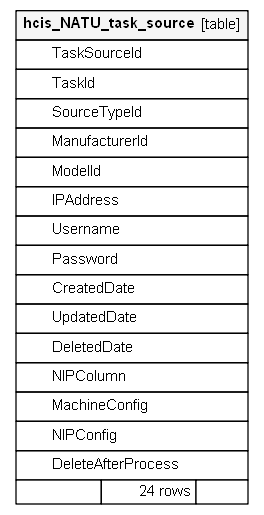 hcis_NATU_task_source [table]
TaskSourceId
TaskId
SourceTypeId
ManufacturerId
ModelId
IPAddress
Username
Password
CreatedDate
UpdatedDate
DeletedDate
NIPColumn
MachineConfig
NIPConfig
DeleteAfterProcess
24 rows